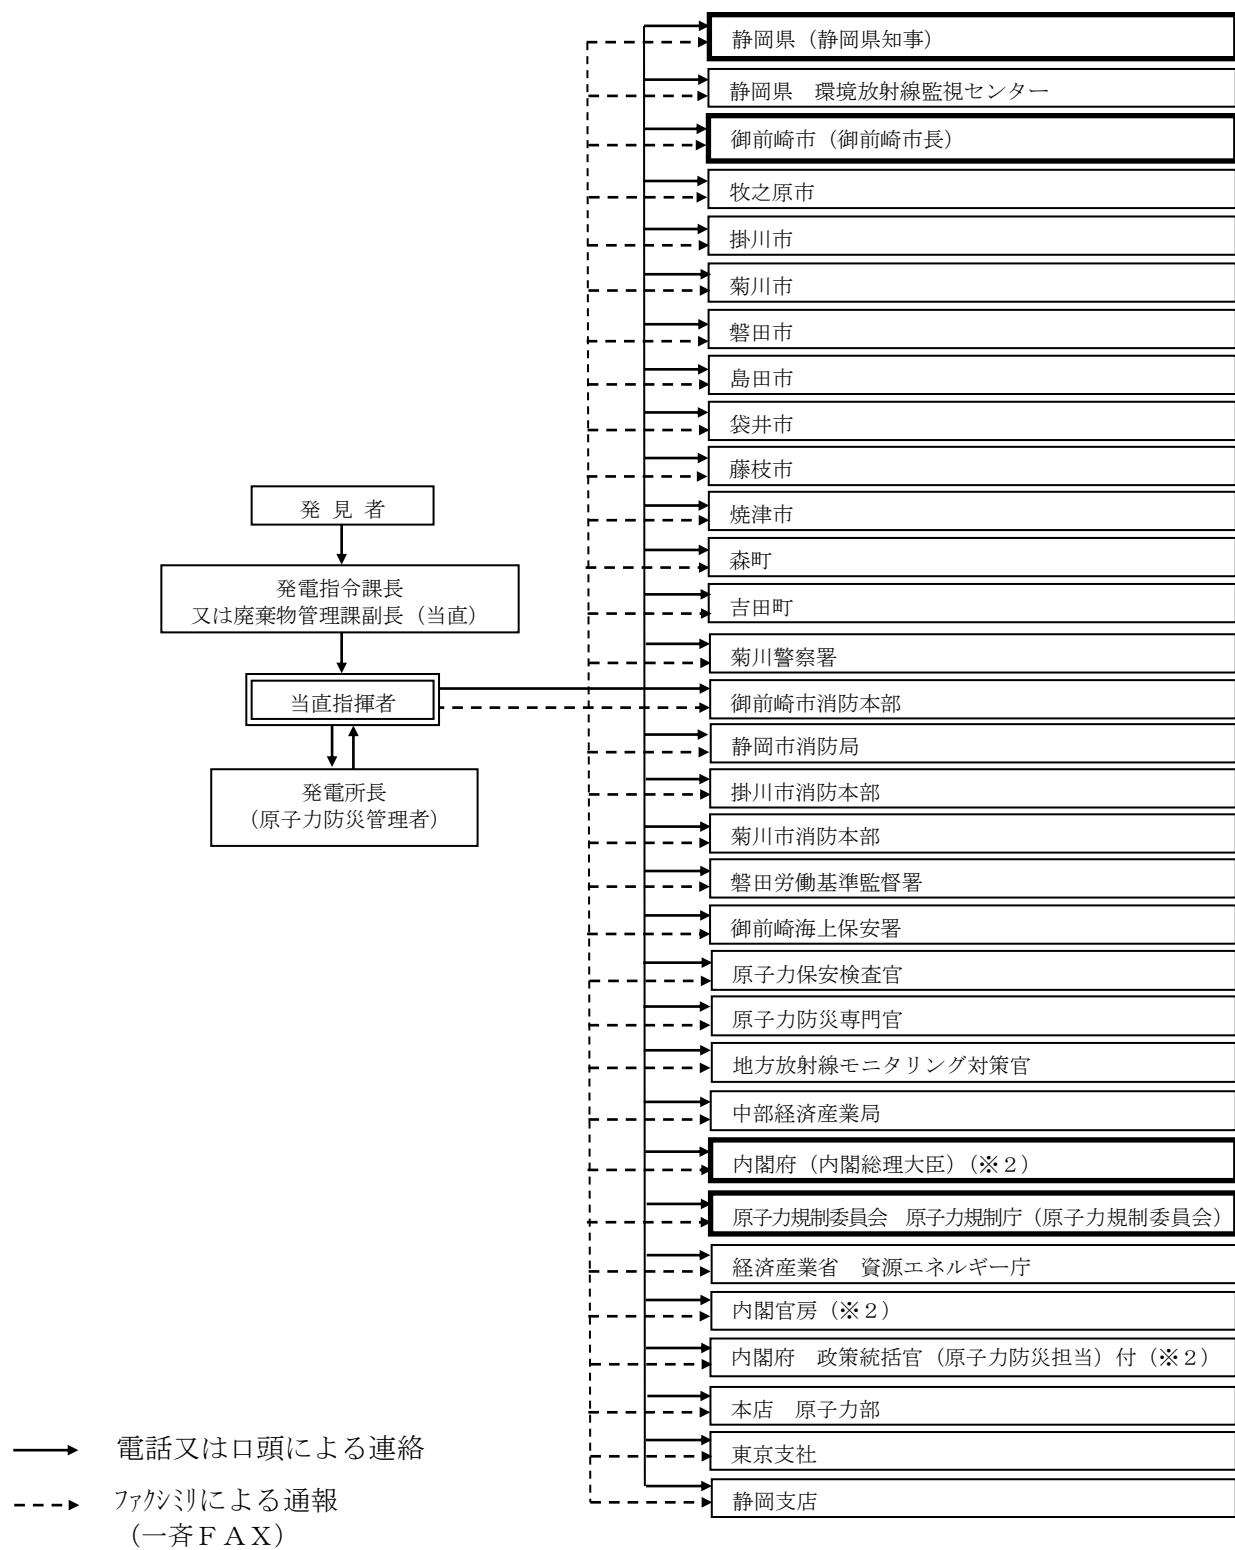 静岡県（静岡県知事）
静岡県　環境放射線監視センター
御前崎市（御前崎市長）
牧之原市
掛川市
菊川市
磐田市
島田市
袋井市
藤枝市
焼津市
森町
吉田町
菊川警察署
御前崎市消防本部
静岡市消防局
掛川市消防本部
菊川市消防本部
磐田労働基準監督署
御前崎海上保安署
原子力保安検査官
原子力防災専門官
地方放射線モニタリング対策官
中部経済産業局
内閣府（内閣総理大臣）（※２）
原子力規制委員会　原子力規制庁（原子力規制委員会）
経済産業省　資源エネルギー庁
内閣官房（※２）
内閣府　政策統括官（原子力防災担当）付（※２）
本店　原子力部
東京支社
静岡支店
発 見 者
発電指令課長
又は廃棄物管理課副長（当直）
当直指揮者
発電所長
（原子力防災管理者）
電話又は口頭による連絡
ﾌｧｸｼﾐﾘによる通報
（一斉ＦＡＸ）